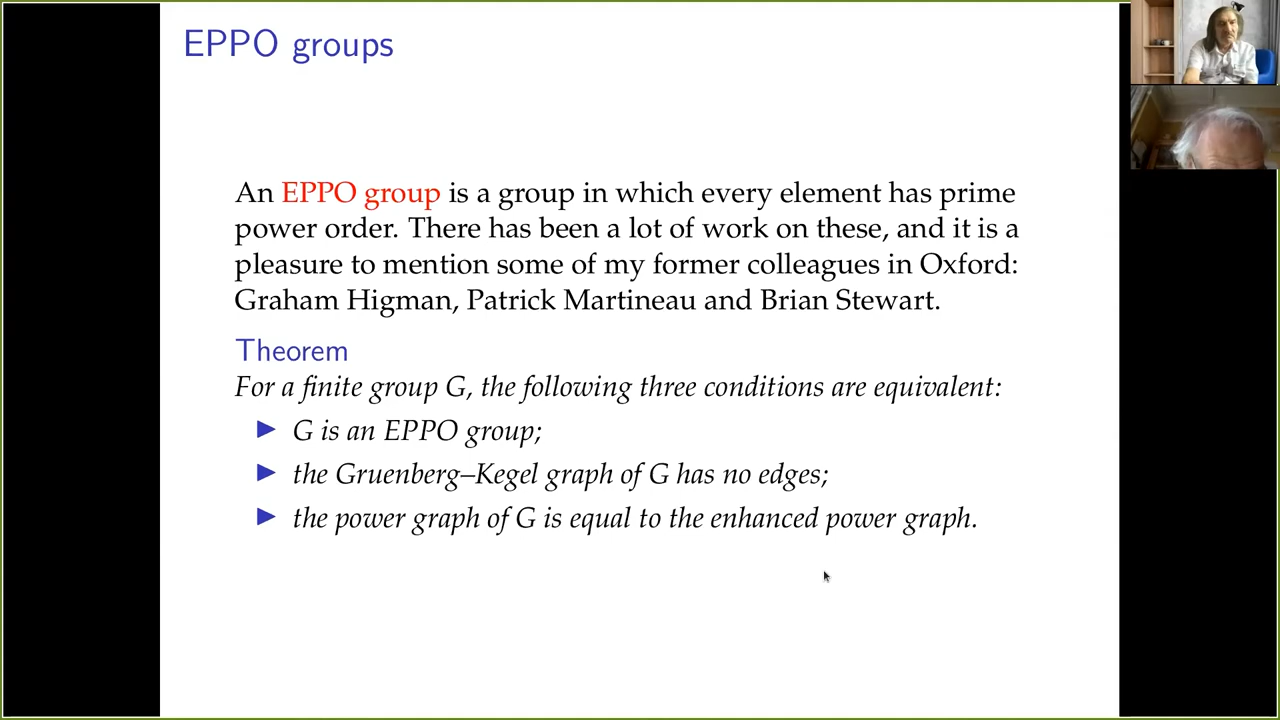 EPPO groups
An EPPO group is a group in which every element has prime
power order. There has been a lot of work on these, and it is a
pleasure to mention some of my former colleagues in Oxford:
Graham Higman, Patrick Martineau and Brian Stewart.
Theorem
For a finite group G, the following three conditions are equivalent:
▶ G is an EPPO group;
▶ the Gruenberg–Kegel graph of G has no edges;
▶ the power graph of G is equal to the enhanced power graph.